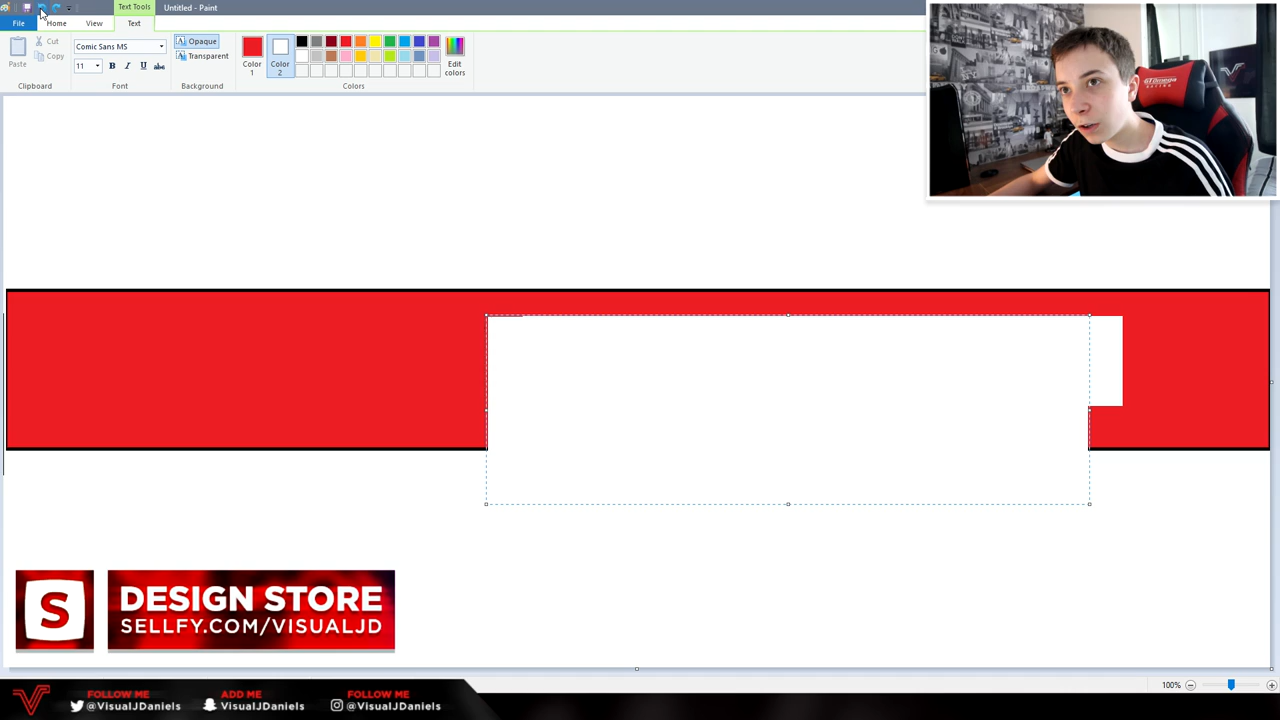 Text Tools
Untitled - Paint
File
Home
View
Text
Paste
Cut
Copy
Clipboard
Comic Sans MS
11
B I U abc
Font
Opaque
Transparent
Background
Color 1
Color 2
Colors
Edit colors
GT Omega
S
DESIGN STORE
SELLFY.COM/VISUALJD
100%
FOLLOW ME
@VisualJDaniels
ADD ME
VisualJDaniels
FOLLOW ME
@VisualJDaniels